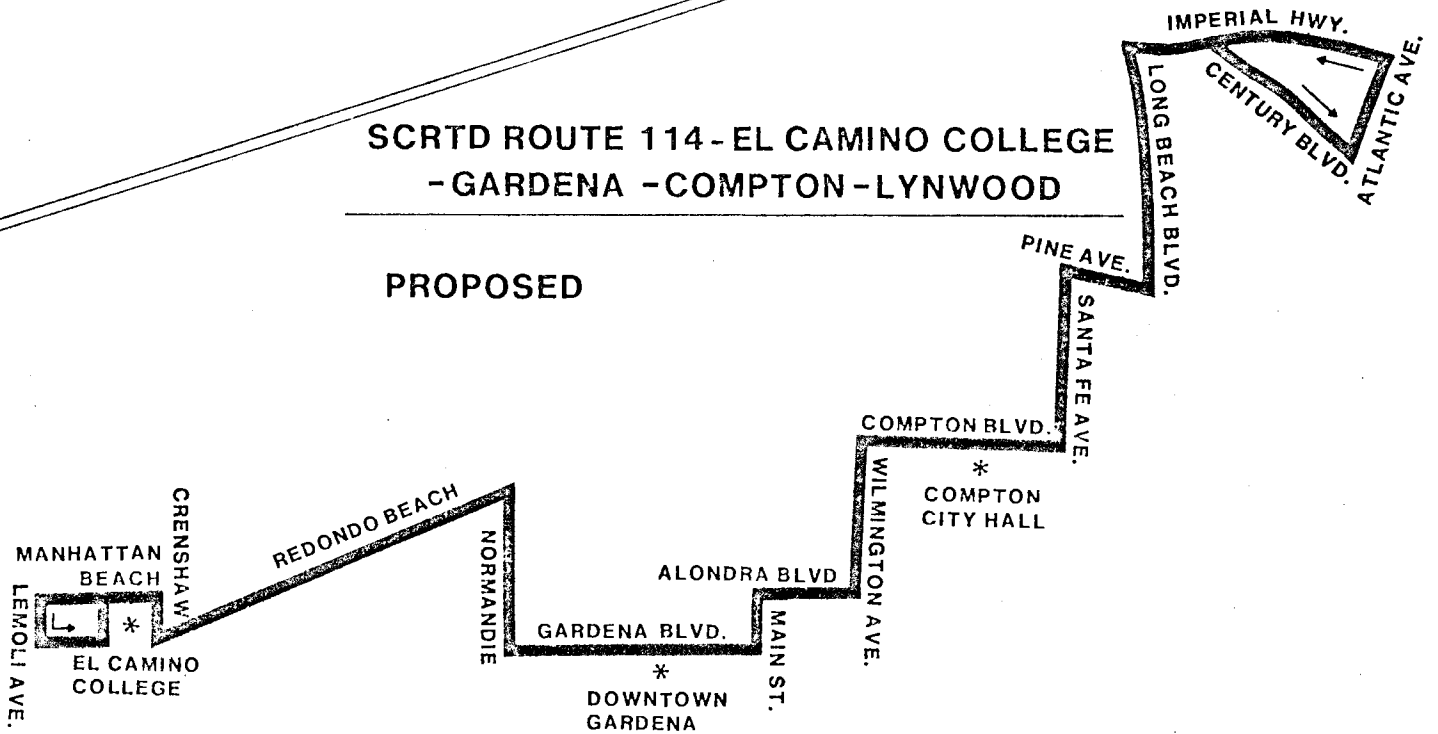 IMPERIAL HWY.
ATLANTIC AVE.
CENTURY BLVD.
LONG BEACH BLVD.
SCRTD ROUTE 114-EL CAMINO COLLEGE
-GARDENA -COMPTON-LYNWOOD
PROPOSED
PINE AVE.
SANTA FE AVE.
COMPTON BLVD.
*
COMPTON
CITY HALL
WILMINGTON AVE.
ALONDRA BLVD
MAIN ST.
GARDENA BLVD.
*
DOWNTOWN
GARDENA
NORMANDIE
REDONDO BEACH
CRENSHAW
MANHATTAN
BEACH
LEMOLI AVE.
*
EL CAMINO
COLLEGE